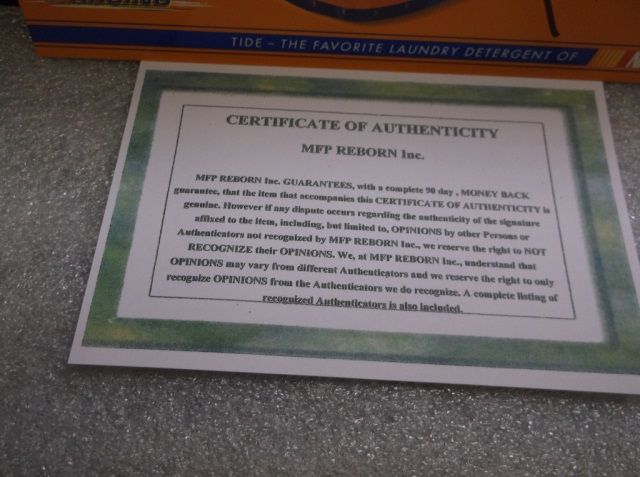 RACING
TIDE - THE FAVORITE LAUNDRY DETERGENT OF
CERTIFICATE OF AUTHENTICITY
MFP REBORN Inc.
MFP REBORN Inc. GUARANTEES, with a complete 90 day , MONEY BACK
guarantee, that the item that accompanies this CERTIFICATE OF AUTHENTICITY is
genuine. However if any dispute occurs regarding the authenticity of the signature
affixed to the item, including, but limited to, OPINIONS by other Persons or
Authenticators not recognized by MFP REBORN Inc., we reserve the right to NOT
RECOGNIZE their OPINIONS. We, at MFP REBORN Inc., understand that
OPINIONS may vary from different Authenticators and we reserve the right to only
recognize OPINIONS from the Authenticators we do recognize. A complete listing of
recognized Authenticators is also included.